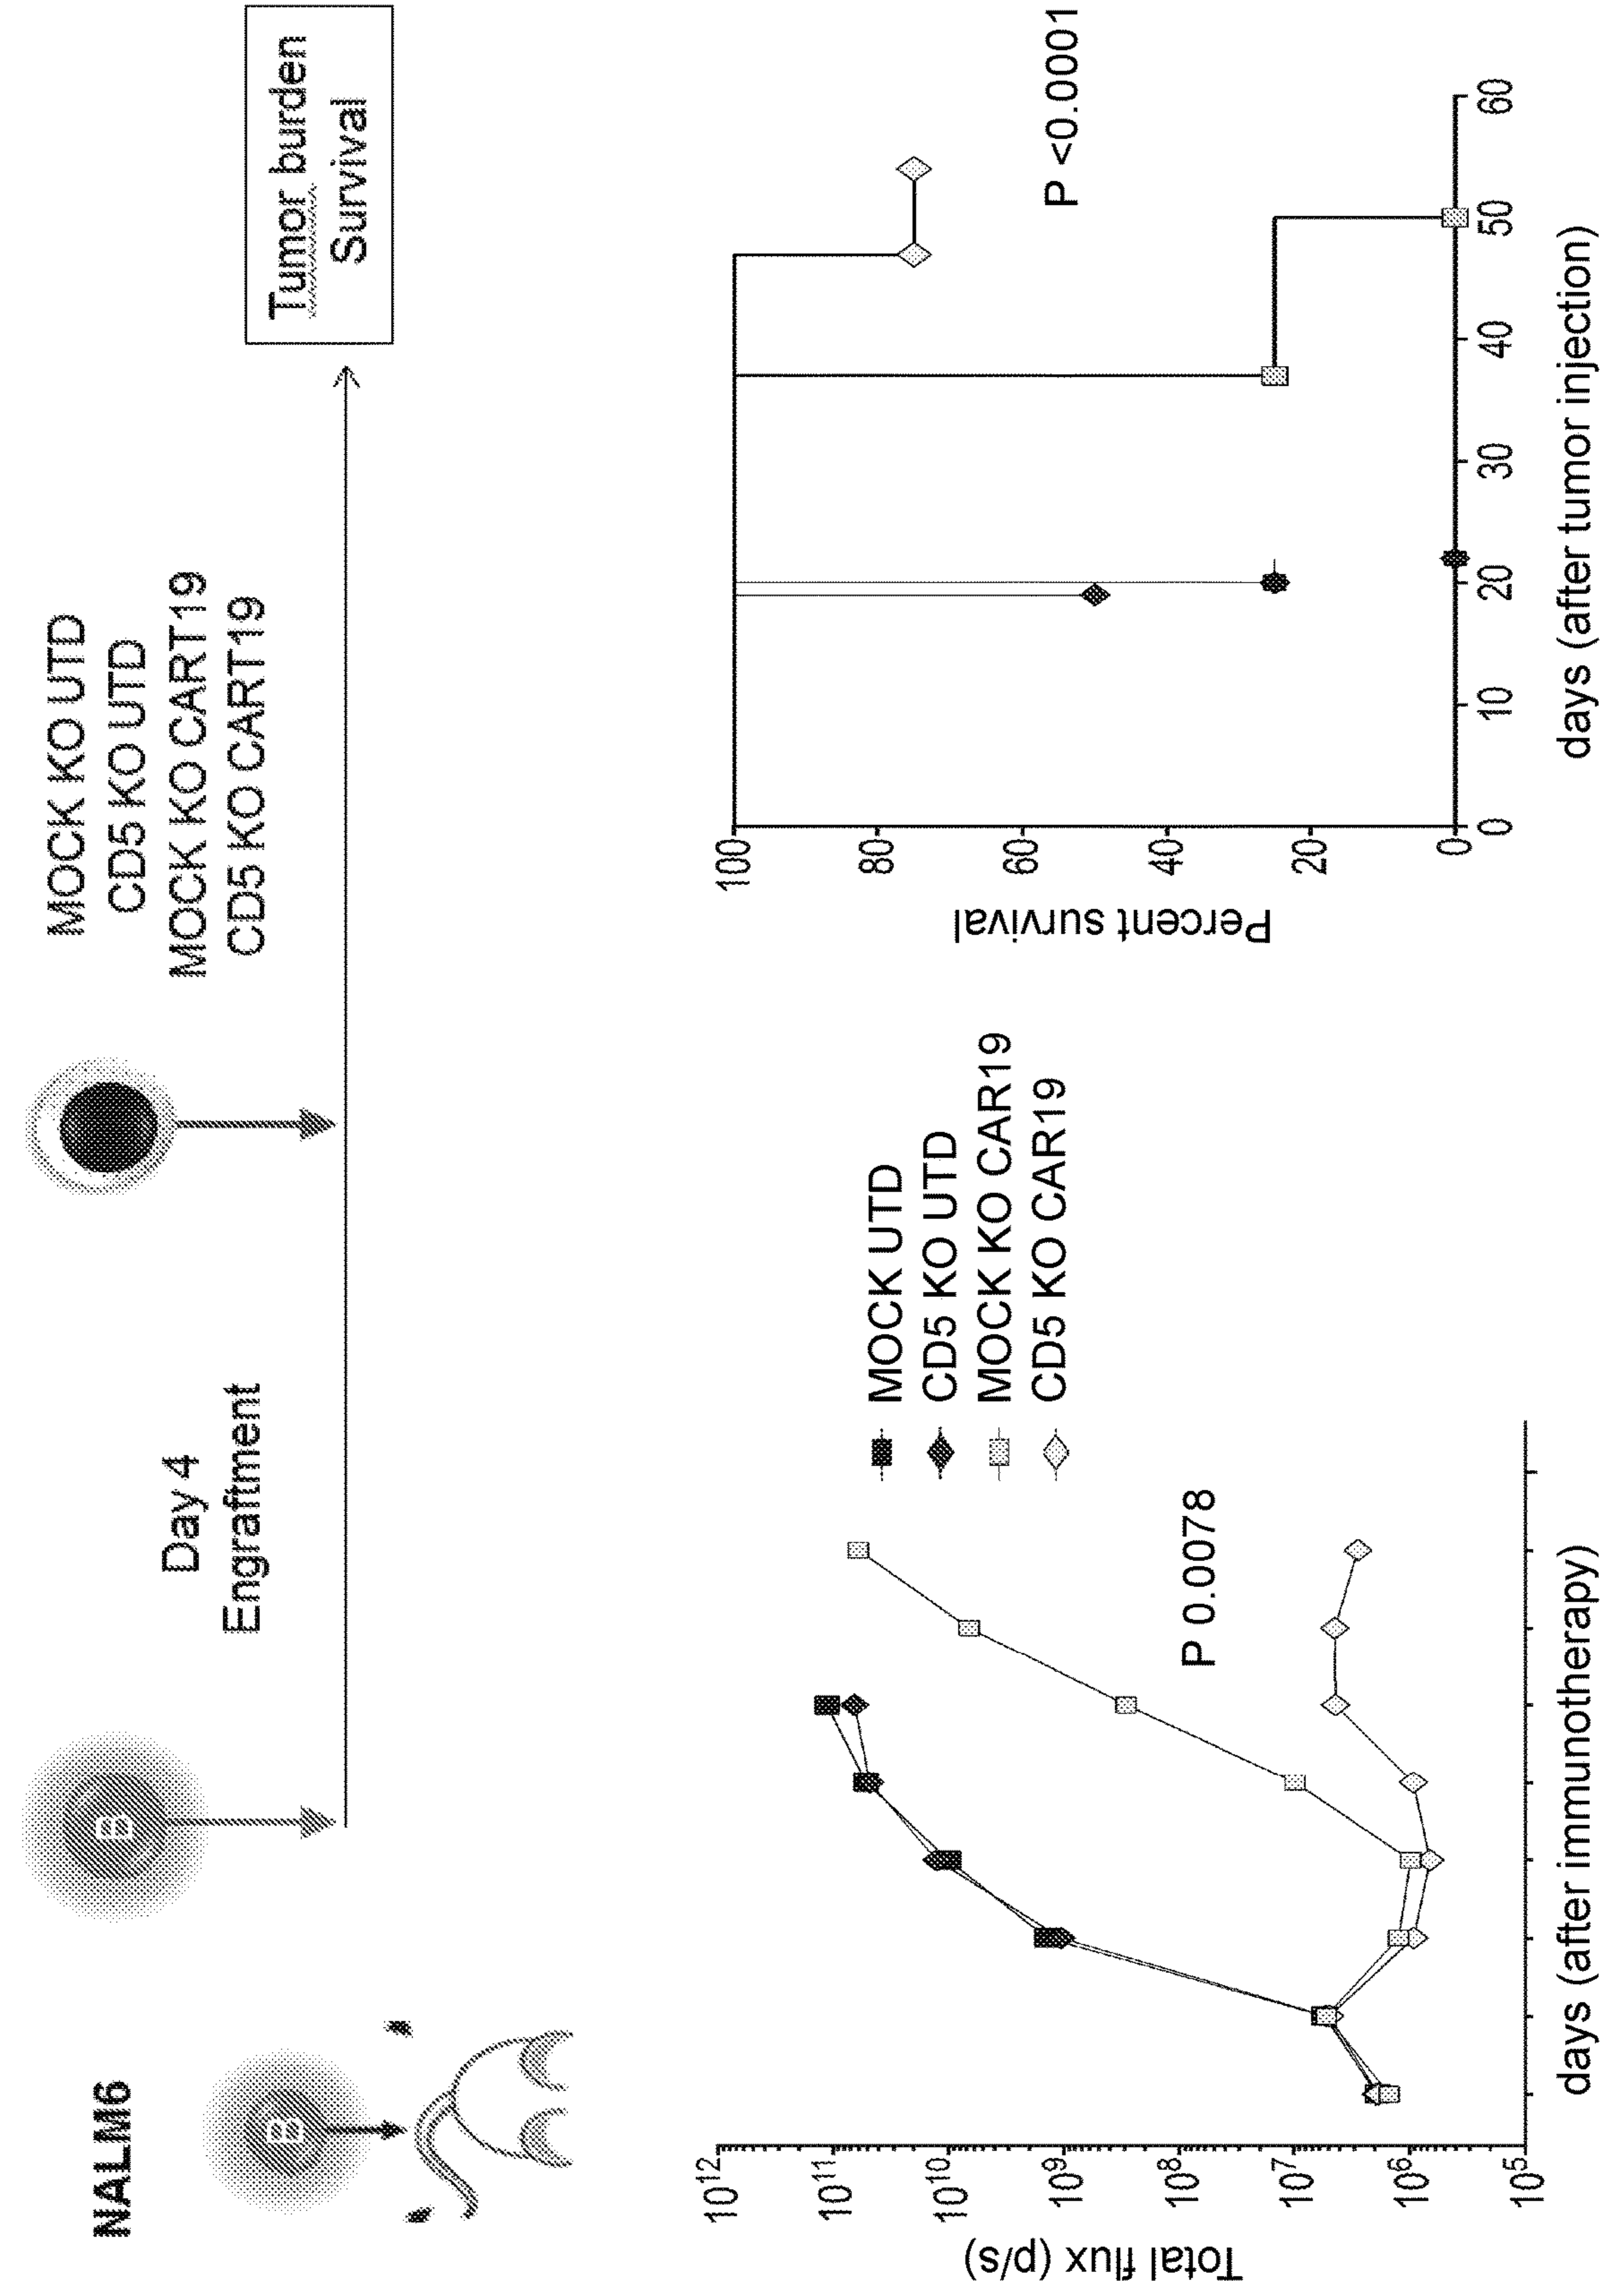 NALM6
B
B
Day 4
Engraftment
MOCK KO UTD
CD5 KO UTD
MOCK KO CART19
CD5 KO CART19
Tumor burden
Survival
Total flux (p/s)
10¹²
10¹¹
10¹⁰
10⁹
10⁸
10⁷
10⁶
10⁵
days (after immunotherapy)
P 0.0078
MOCK UTD
CD5 KO UTD
MOCK KO CAR19
CD5 KO CAR19
Percent survival
100
80
60
40
20
0
0 10 20 30 40 50 60
days (after tumor injection)
P <0.0001